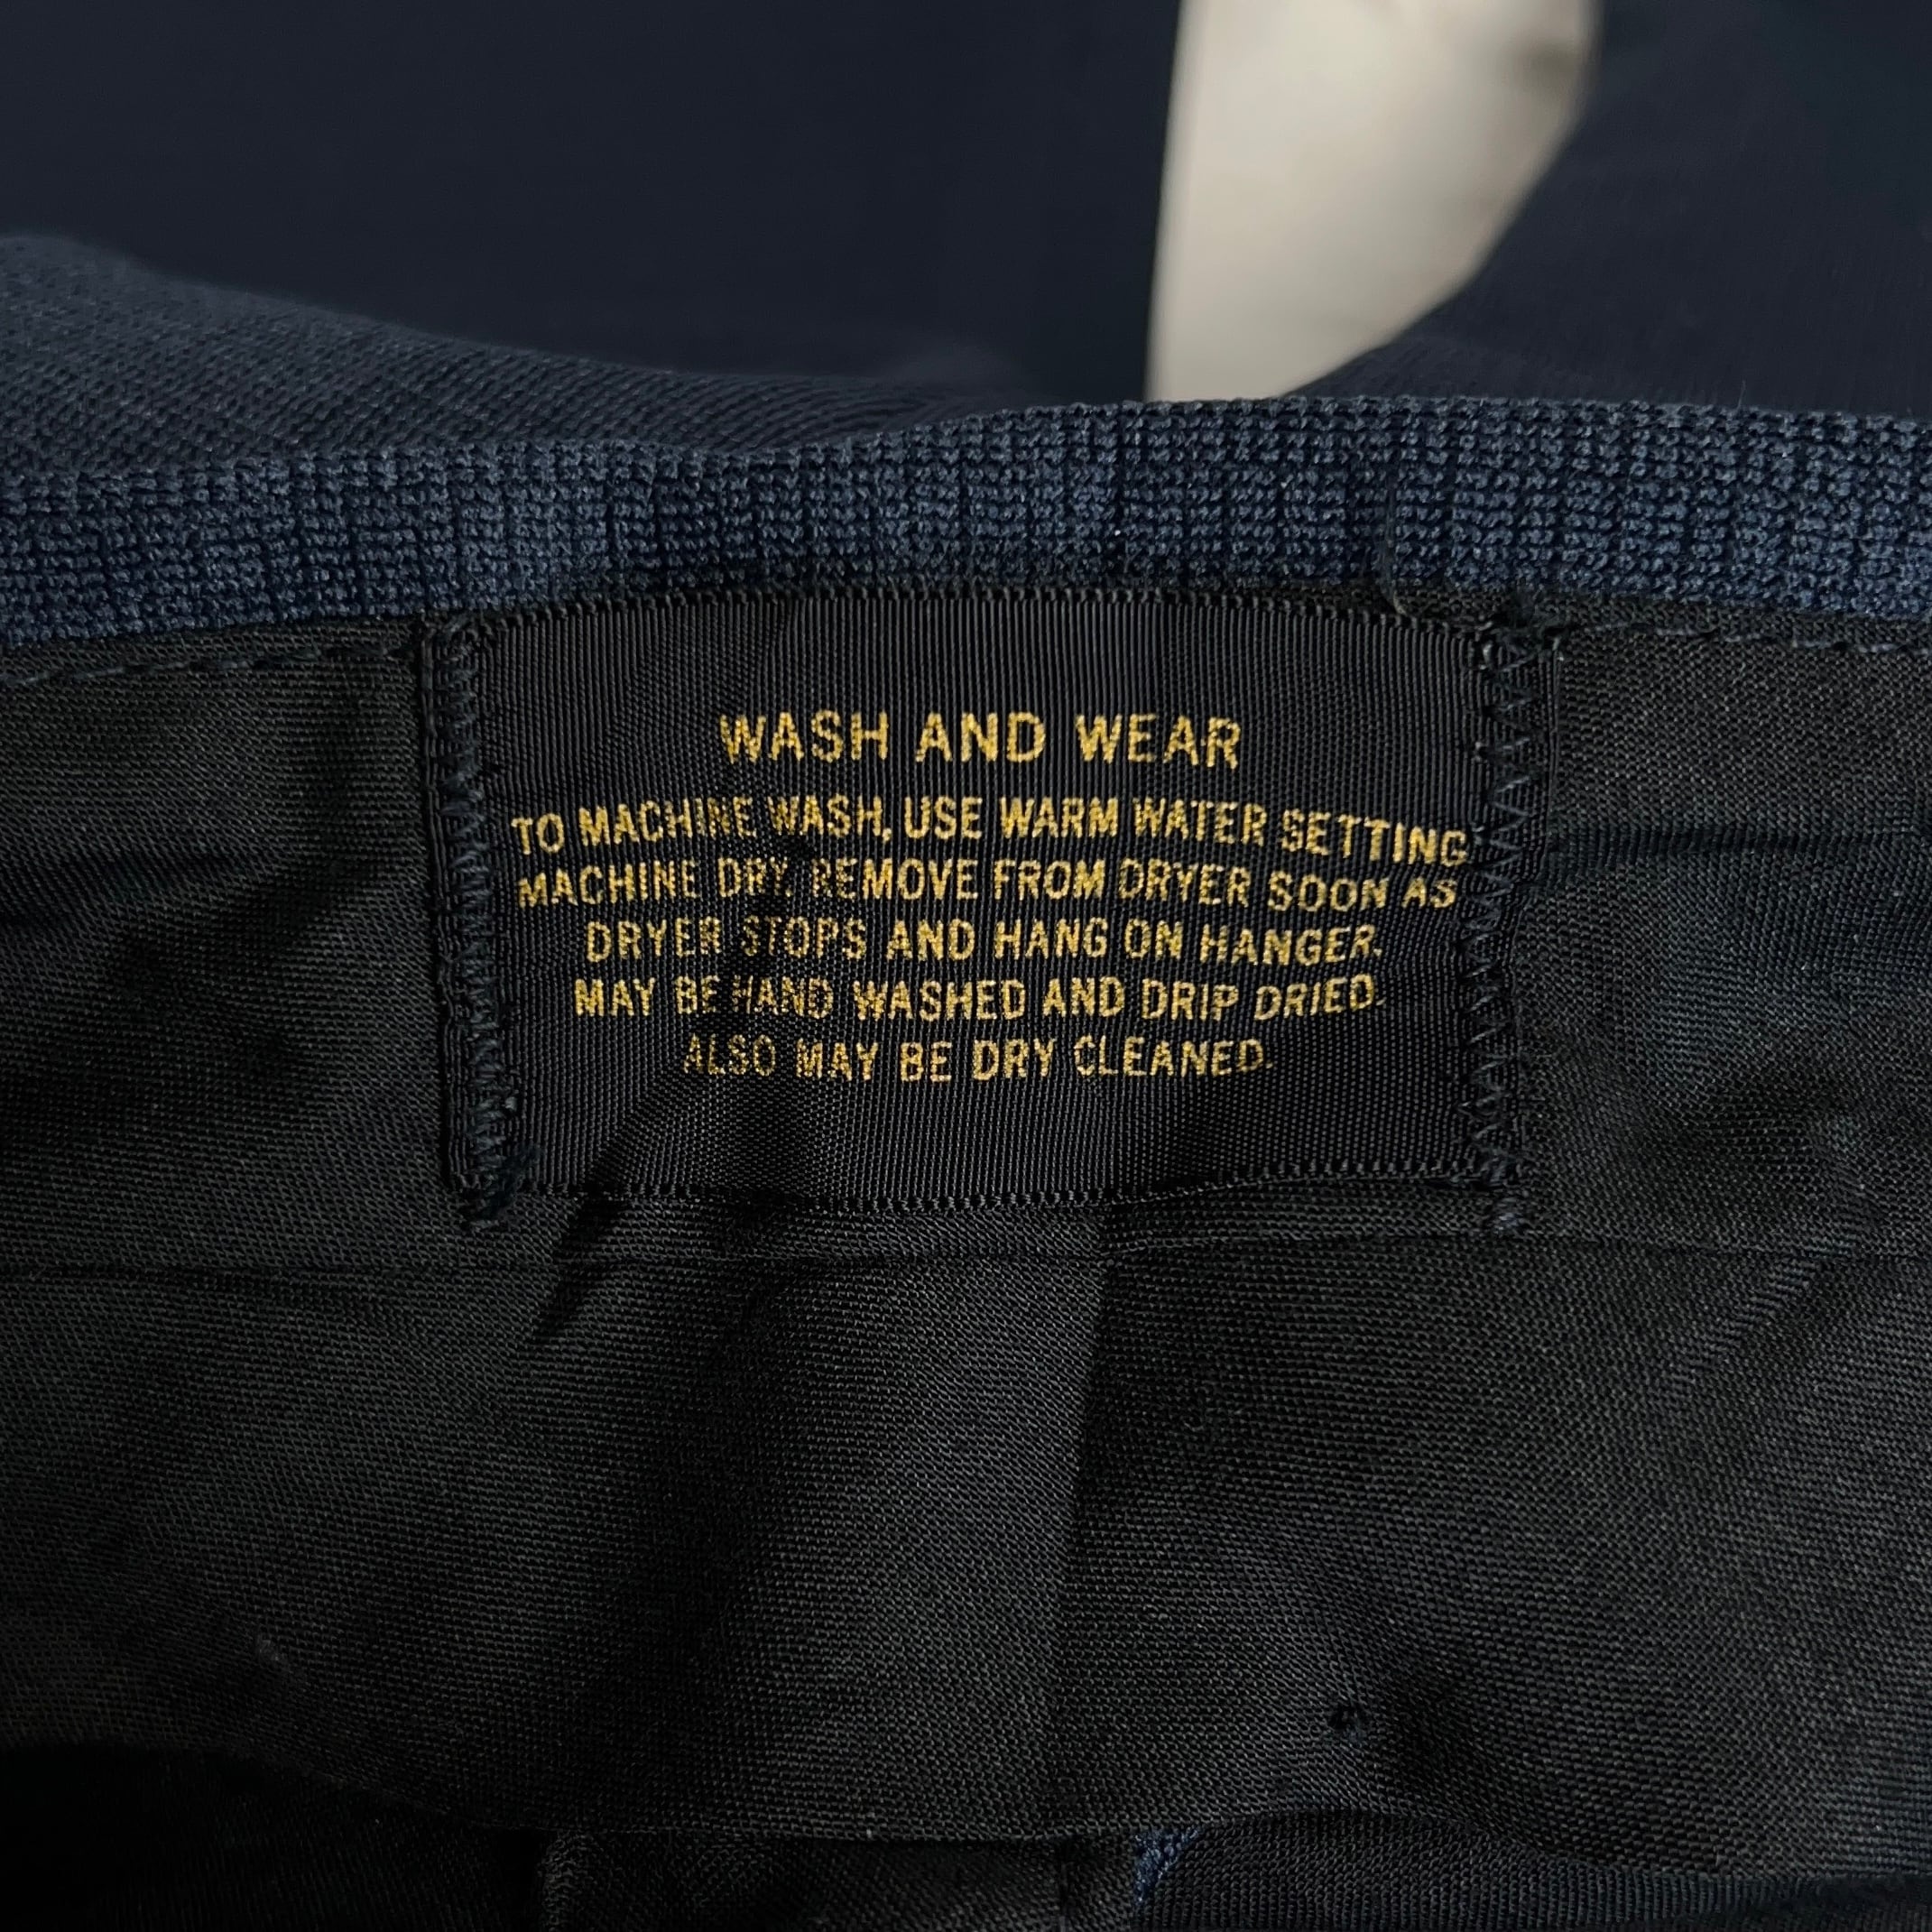 WASH AND WEAR
TO MACHINE WASH, USE WARM WATER SETTING
MACHINE DRY. REMOVE FROM DRYER SOON AS
DRYER STOPS AND HANG ON HANGER.
MAY BE HAND WASHED AND DRIP DRIED.
ALSO MAY BE DRY CLEANED.